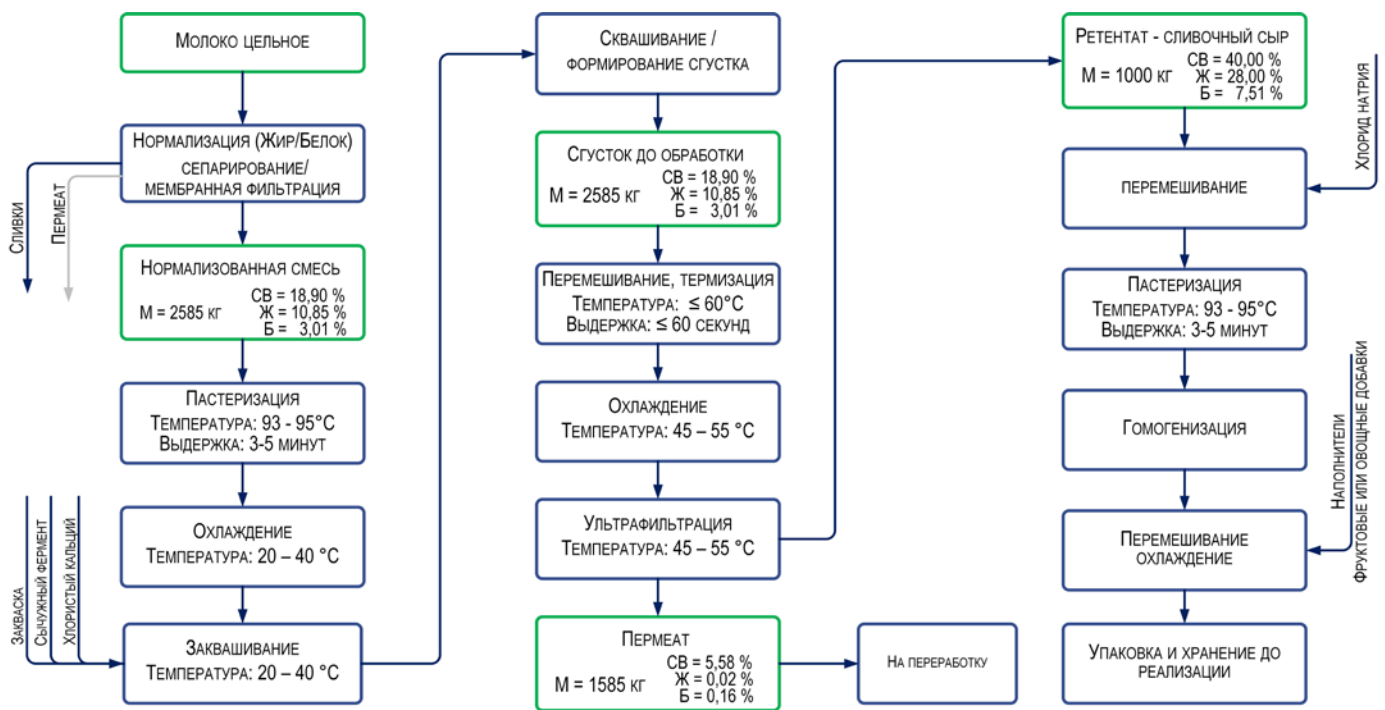 Молоко цельное
Нормализация (Жир/Белок)
сепарирование/
мембранная фильтрация
Сливки
Пермеат
Нормализованная смесь
М = 2585 кг
СВ = 18,90 %
Ж = 10,85 %
Б = 3,01 %
Пастеризация
Температура: 93 - 95°C
Выдержка: 3-5 минут
Охлаждение
Температура: 20 – 40 °C
Закваска
Сычужный фермент
Хлористый кальций
Заквашивание
Температура: 20 – 40 °C
Сквашивание /
формирование сгустка
Сгусток до обработки
М = 2585 кг
СВ = 18,90 %
Ж = 10,85 %
Б = 3,01 %
Перемешивание, термизация
Температура: ≤ 60°C
Выдержка: ≤ 60 секунд
Охлаждение
Температура: 45 – 55 °C
Ультрафильтрация
Температура: 45 – 55 °C
Пермеат
М = 1585 кг
СВ = 5,58 %
Ж = 0,02 %
Б = 0,16 %
На переработку
Ретентат - сливочный сыр
М = 1000 кг
СВ = 40,00 %
Ж = 28,00 %
Б = 7,51 %
Хлорид натрия
перемешивание
Пастеризация
Температура: 93 - 95°C
Выдержка: 3-5 минут
Гомогенизация
Наполнители
Фруктовые или овощные добавки
Перемешивание
охлаждение
Упаковка и хранение до
реализации